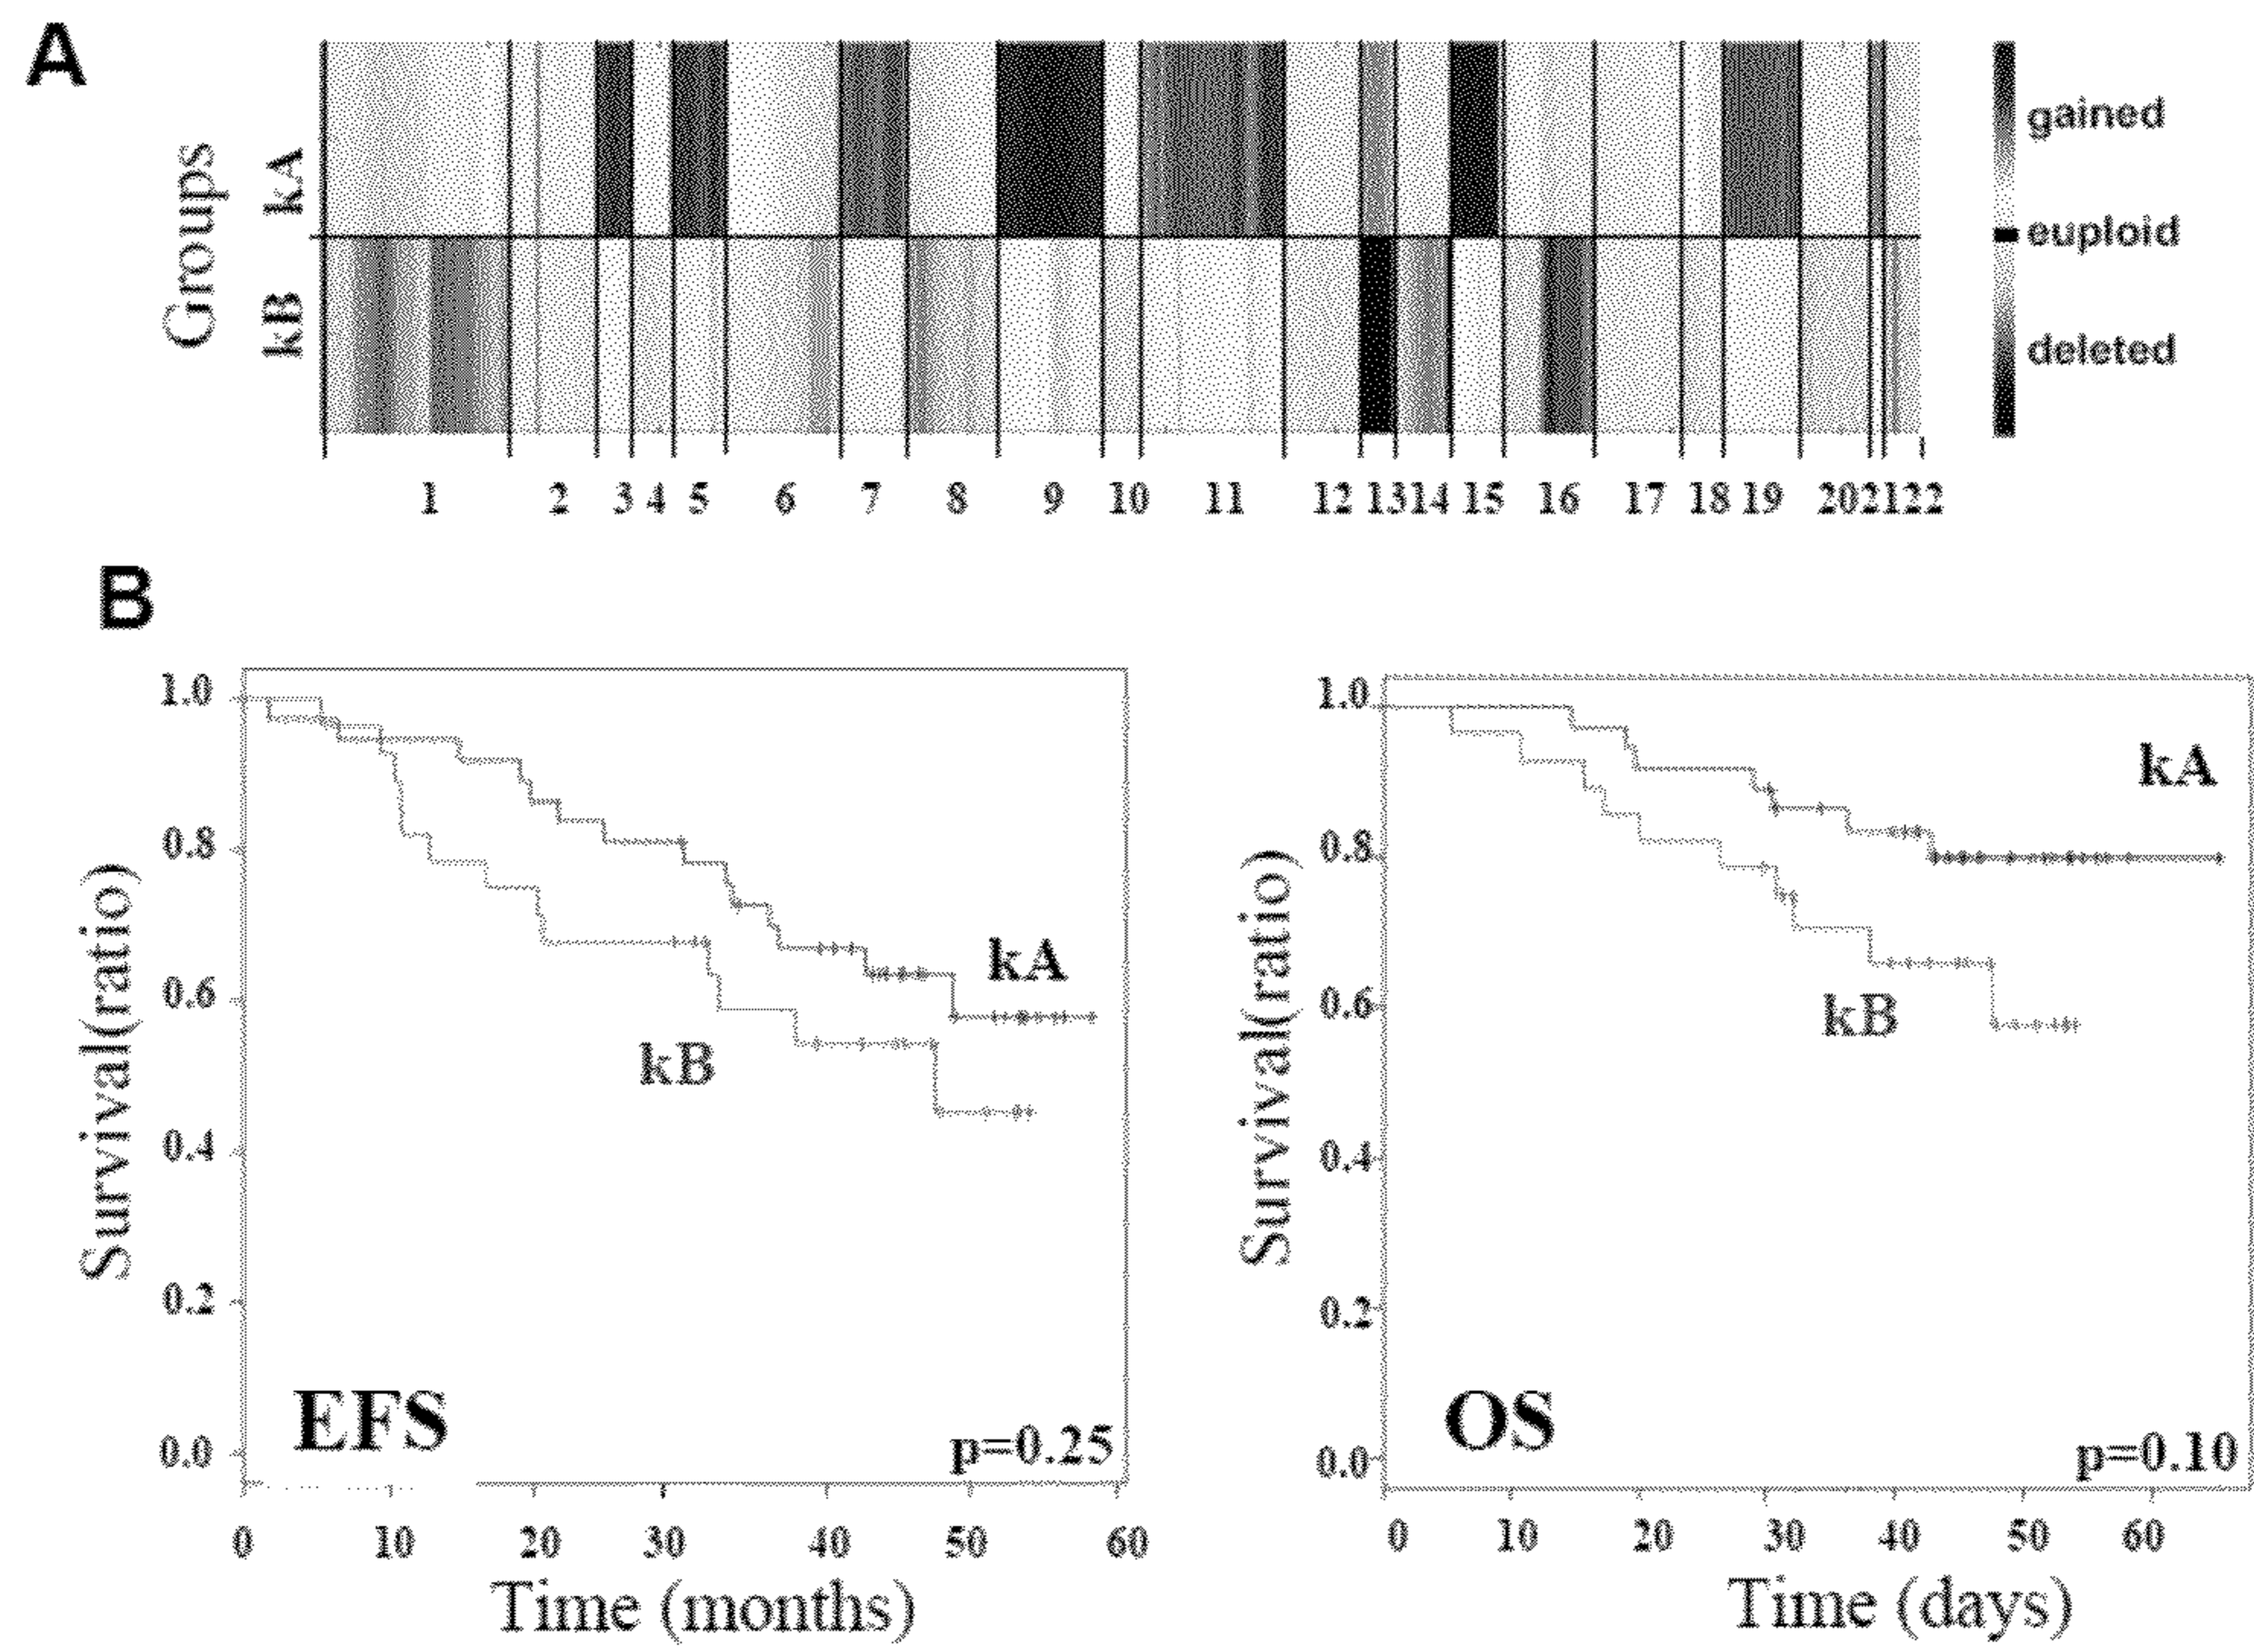 A
Groups
kA
kB
gained
euploid
deleted
1 2 3 4 5 6 7 8 9 10 11 12 13 14 15 16 17 18 19 20 21 22
B
Survival(ratio)
1.0
0.8
0.6
0.4
0.2
0.0
kA
kB
EFS
p=0.25
0 10 20 30 40 50 60
Time (months)
Survival(ratio)
1.0
0.8
0.6
0.4
0.2
0.0
kA
kB
OS
p=0.10
0 10 20 30 40 50 60
Time (days)